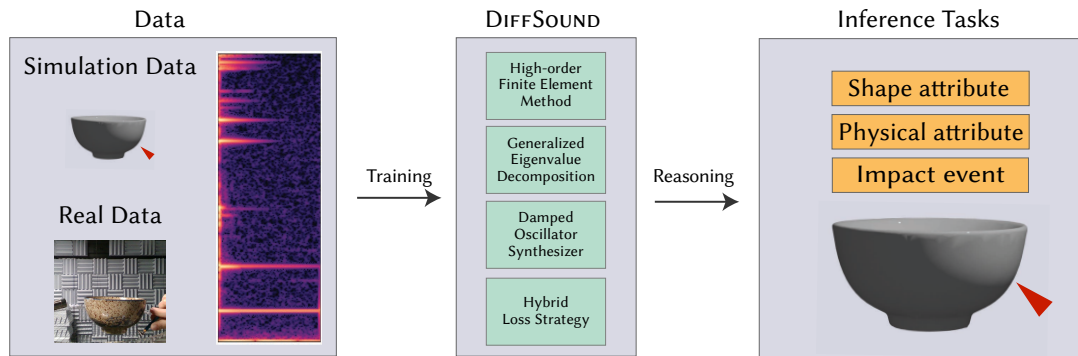 Data
Simulation Data
Real Data
Training
DIFFSOUND
High-order
Finite Element
Method
Generalized
Eigenvalue
Decomposition
Damped
Oscillator
Synthesizer
Hybrid
Loss Strategy
Reasoning
Inference Tasks
Shape attribute
Physical attribute
Impact event